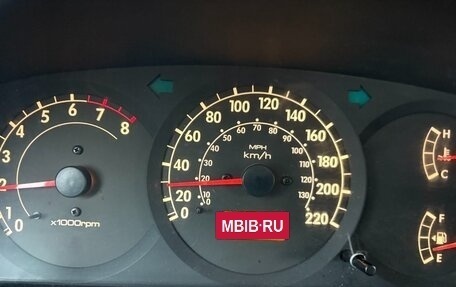 0 1 2 3 4 5 6 7 8
x1000rpm
0 20 40 60 80 100 120 140 160 180 200 220
0 10 20 30 40 50 60 70 80 90 100 110 120 130
MPH
km/h
MBIB·RU
H
C
F
E